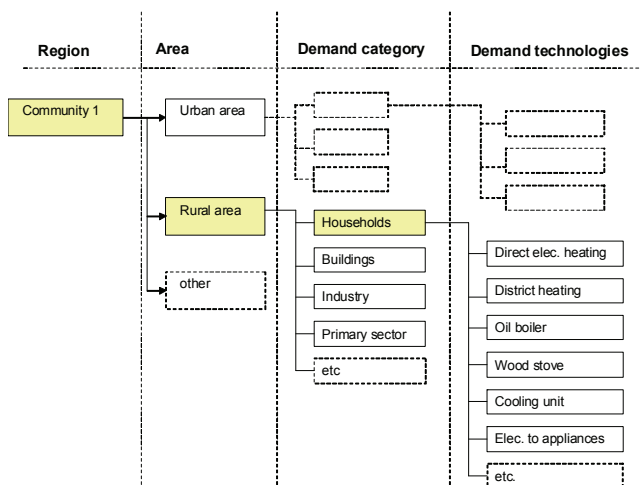 Region
Area
Demand category
Demand technologies
Community 1
Urban area
Rural area
other
Households
Buildings
Industry
Primary sector
etc
Direct elec. heating
District heating
Oil boiler
Wood stove
Cooling unit
Elec. to appliances
etc.